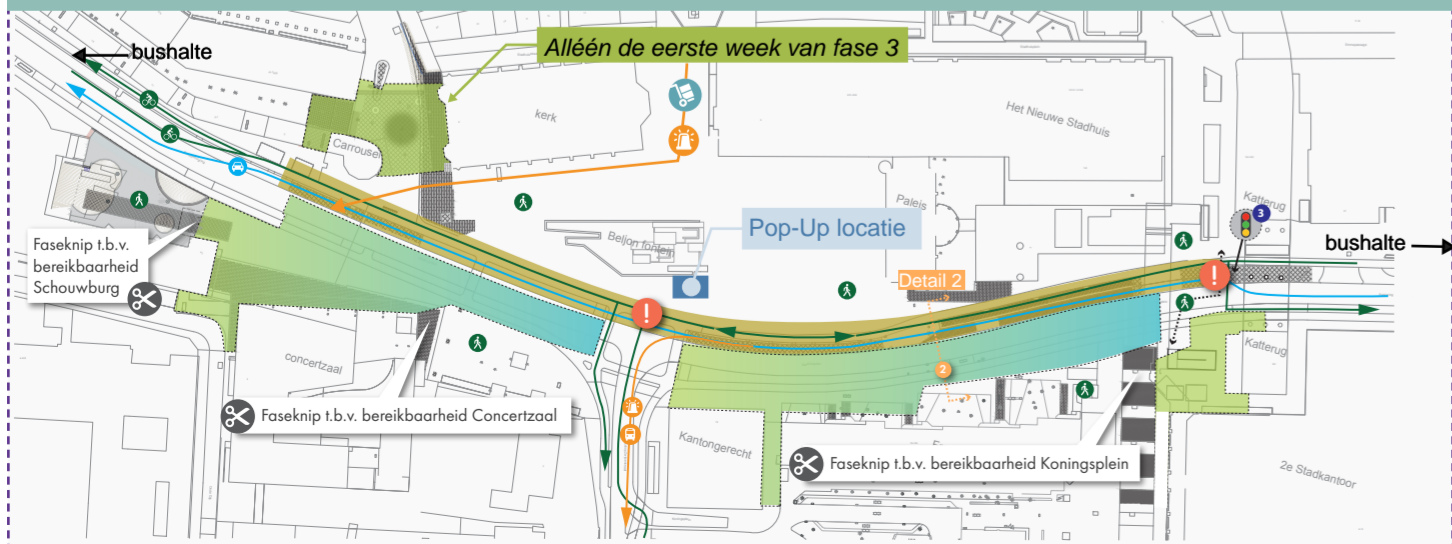 bushalte
Alléén de eerste week van fase 3
kerk
Het Nieuwe Stadhuis
Carrousel
Katterug
3
Paleis
Pop-Up locatie
Beljon fontein
bushalte
Faseknip t.b.v.
bereikbaarheid
Schouwburg
!
!
Detail 2
concertzaal
Katterug
2
Faseknip t.b.v. bereikbaarheid Concertzaal
Kantongerecht
Faseknip t.b.v. bereikbaarheid Koningsplein
2e Stadkantoor